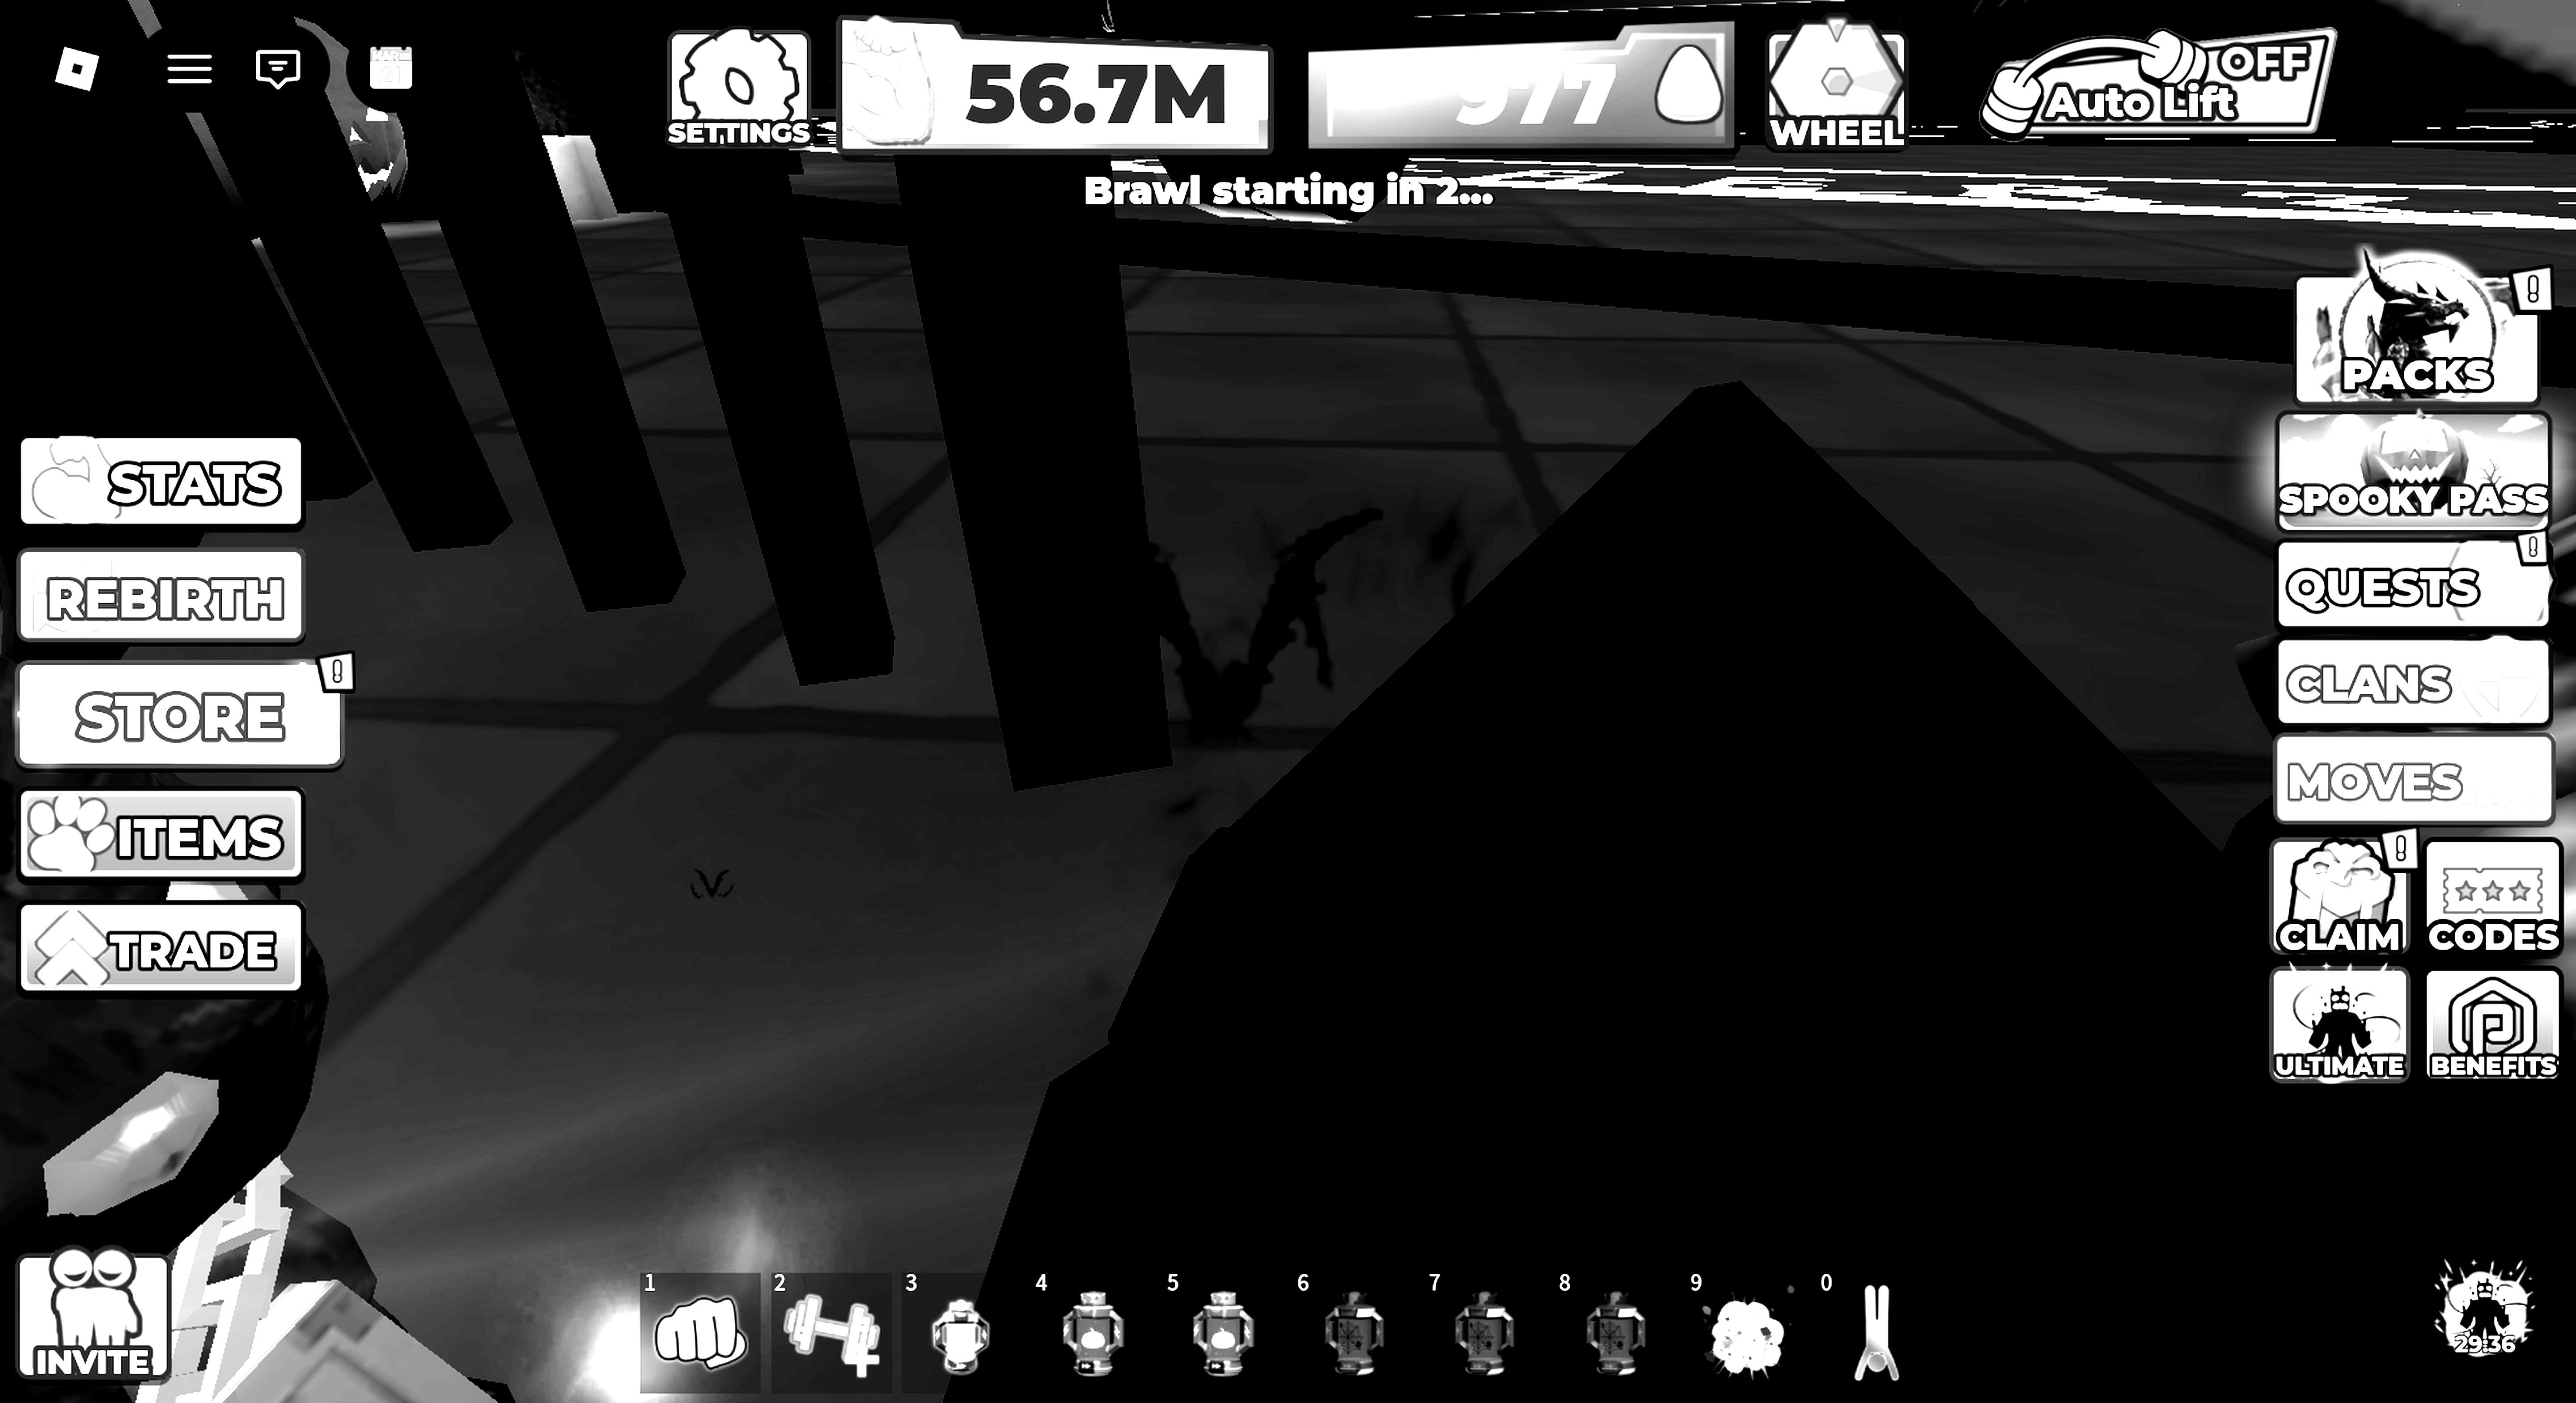 SETTINGS
56.7M
977
WHEEL
OFF
Auto Lift
Brawl starting in 2...
PACKS
SPOOKY PASS
QUESTS
CLANS
MOVES
CLAIM
CODES
ULTIMATE
BENEFITS
STATS
REBIRTH
STORE
ITEMS
TRADE
INVITE
1 2 3 4 5 6 7 8 9 0
29:36